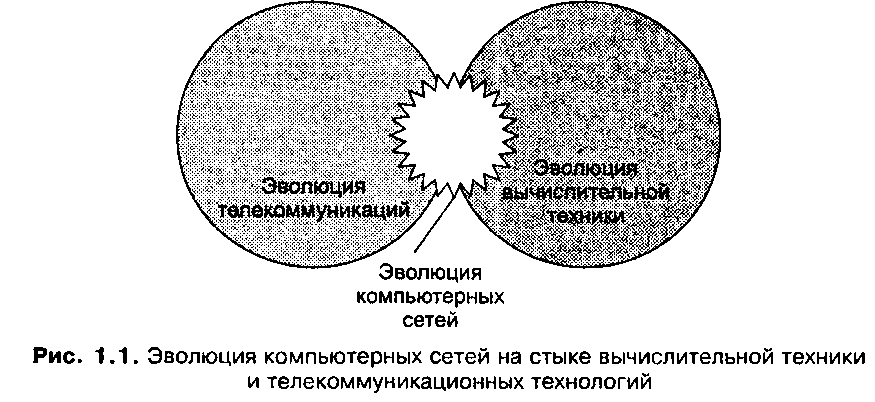 Эволюция
телекоммуникаций
Эволюция
вычислительной
техники
Эволюция
компьютерных
сетей
Рис. 1.1. Эволюция компьютерных сетей на стыке вычислительной техники
и телекоммуникационных технологий